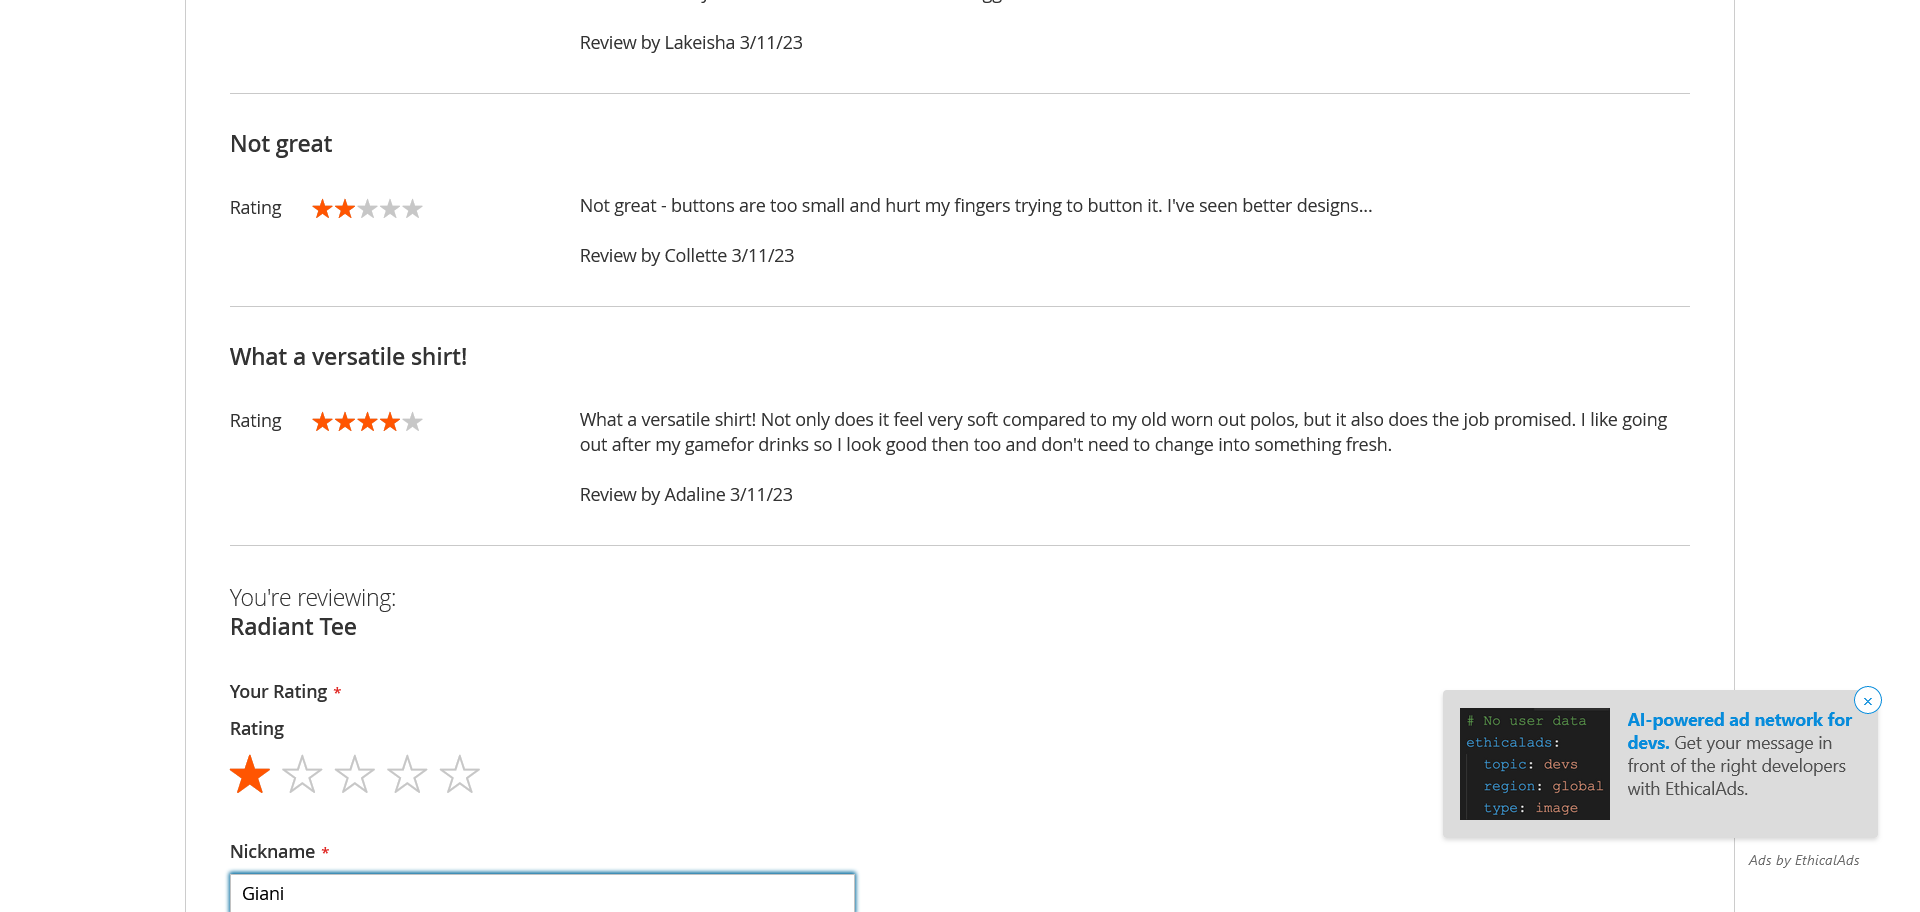 Review by Lakeisha 3/11/23
Not great
Rating
Not great - buttons are too small and hurt my fingers trying to button it. I've seen better designs...
Review by Collette 3/11/23
What a versatile shirt!
Rating
What a versatile shirt! Not only does it feel very soft compared to my old worn out polos, but it also does the job promised. I like going
out after my gamefor drinks so I look good then too and don't need to change into something fresh.
Review by Adaline 3/11/23
You're reviewing:
Radiant Tee
Your Rating *
Rating
Nickname *
Giani
# No user data
ethicalads:
topic: devs
region: global
type: image
AI-powered ad network for
devs. Get your message in
front of the right developers
with EthicalAds.
×
Ads by EthicalAds